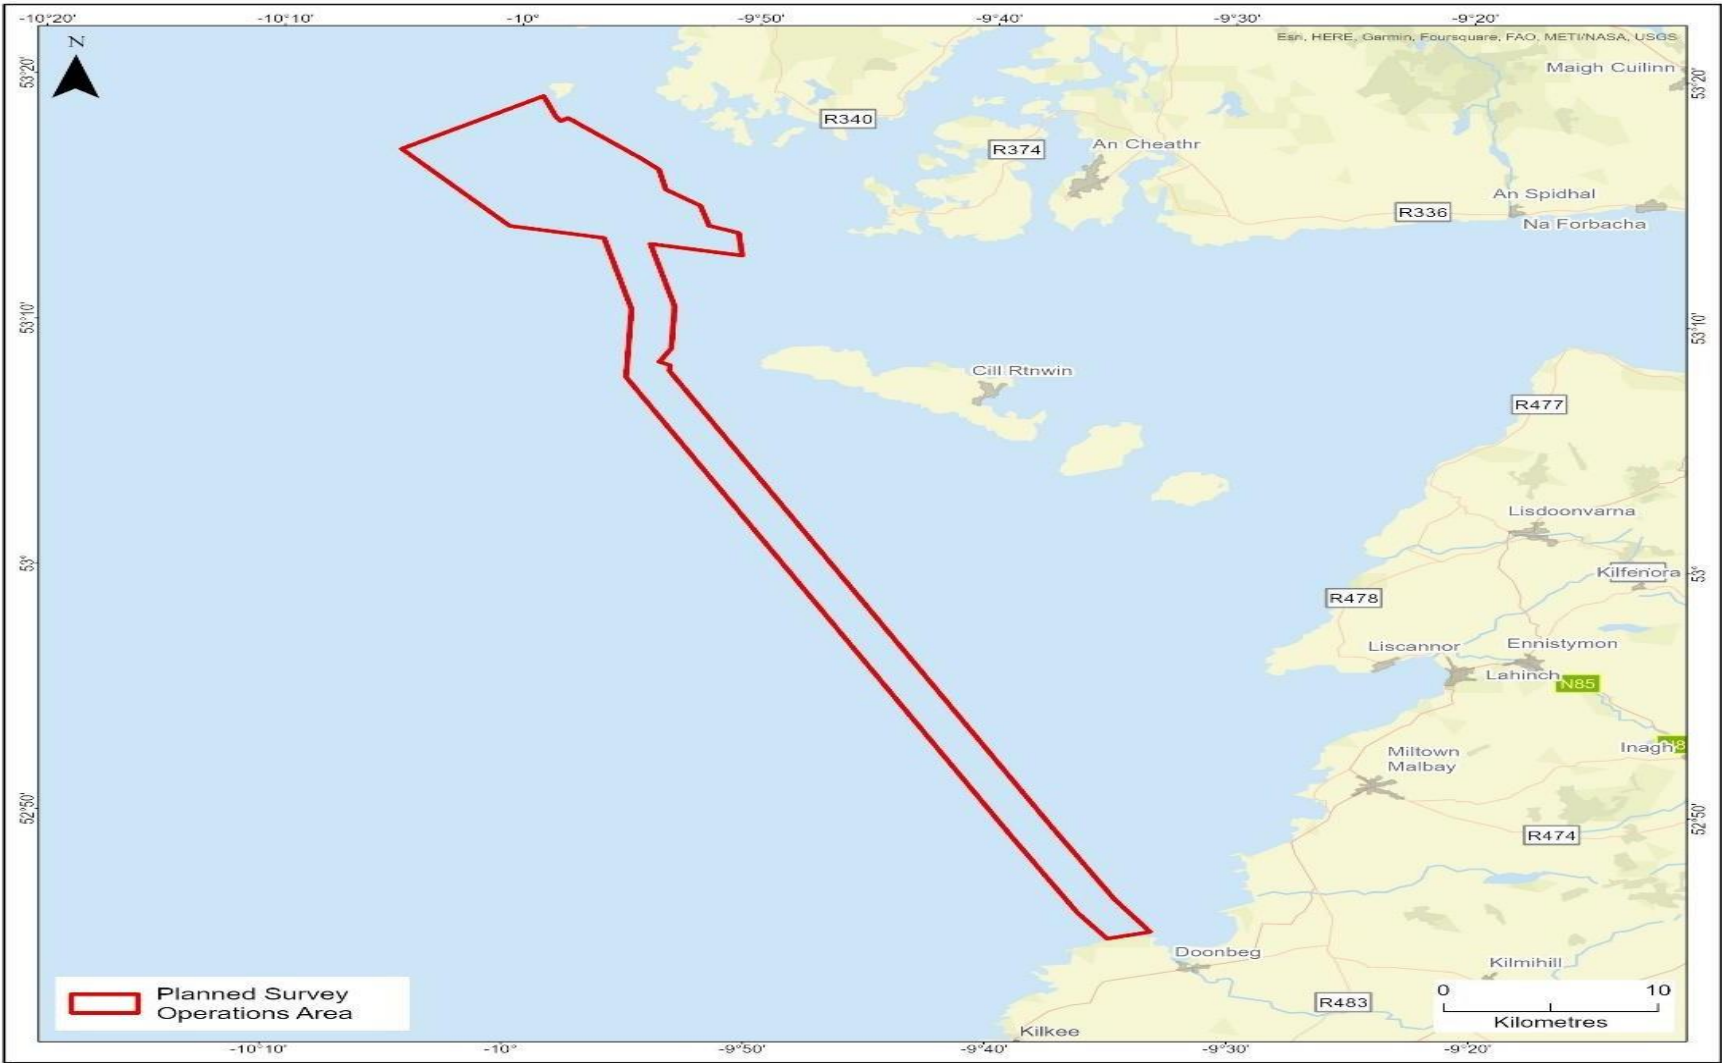 -10°20'
-10°10'
-10°
-9°50'
-9°40'
-9°30'
-9°20'
N
Esri, HERE, Garmin, Foursquare, FAO, METI/NASA, USGS
53°20'
53°20'
Maigh Cuilinn
R340
R374
An Cheathr
An Spidhal
R336
Na Forbacha
53°10'
53°10'
Cill Rtnwin
R477
Lisdoonvarna
53°
53°
Kilfenora
R478
Liscannor
Ennistymon
Lahinch
N85
Inagh
Miltown
Malbay
52°50'
52°50'
R474
Doonbeg
Kilmihill
R483
Kilkee
Planned Survey
Operations Area
0 10
Kilometres
-10°10'
-10°
-9°50'
-9°40'
-9°30'
-9°20'